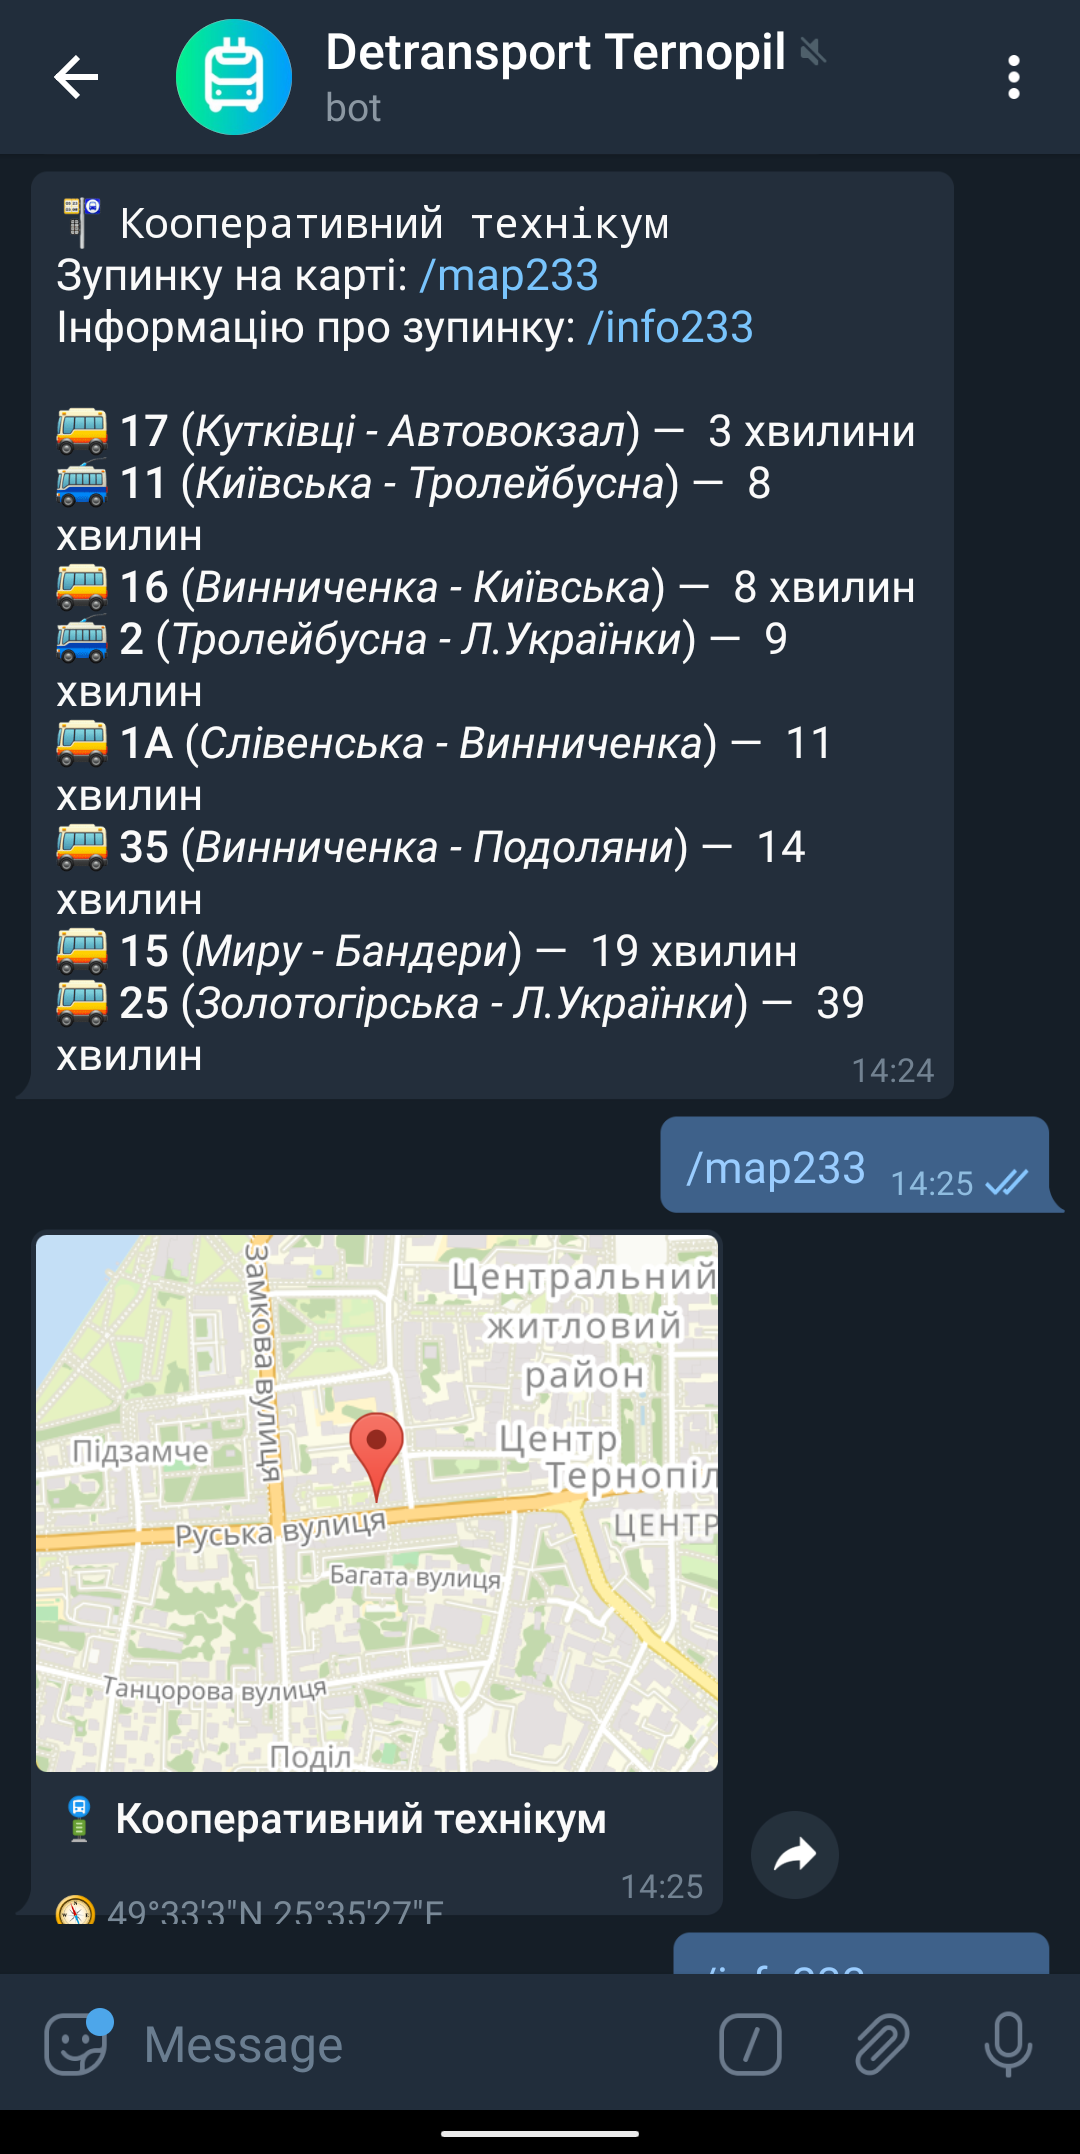 Detransport Ternopil
bot
Кооперативний технікум
Зупинку на карті: /map233
Інформацію про зупинку: /info233
17 (Кутківці - Автовокзал) — 3 хвилини
11 (Київська - Тролейбусна) — 8
хвилин
16 (Винниченка - Київська) — 8 хвилин
2 (Тролейбусна - Л.Українки) — 9
хвилин
1А (Слівенська - Винниченка) — 11
хвилин
35 (Винниченка - Подоляни) — 14
хвилин
15 (Миру - Бандери) — 19 хвилин
25 (Золотогірська - Л.Українки) — 39
хвилин
14:24
/map233 14:25
Замкова вулиця
Центральний
житловий
район
Підзамче
Центр
Тернопіл
ЦЕНТР
Руська вулиця
Багата вулиця
Танцорова вулиця
Поділ
Кооперативний технікум
14:25
49°33'3"N 25°35'27"E
Message